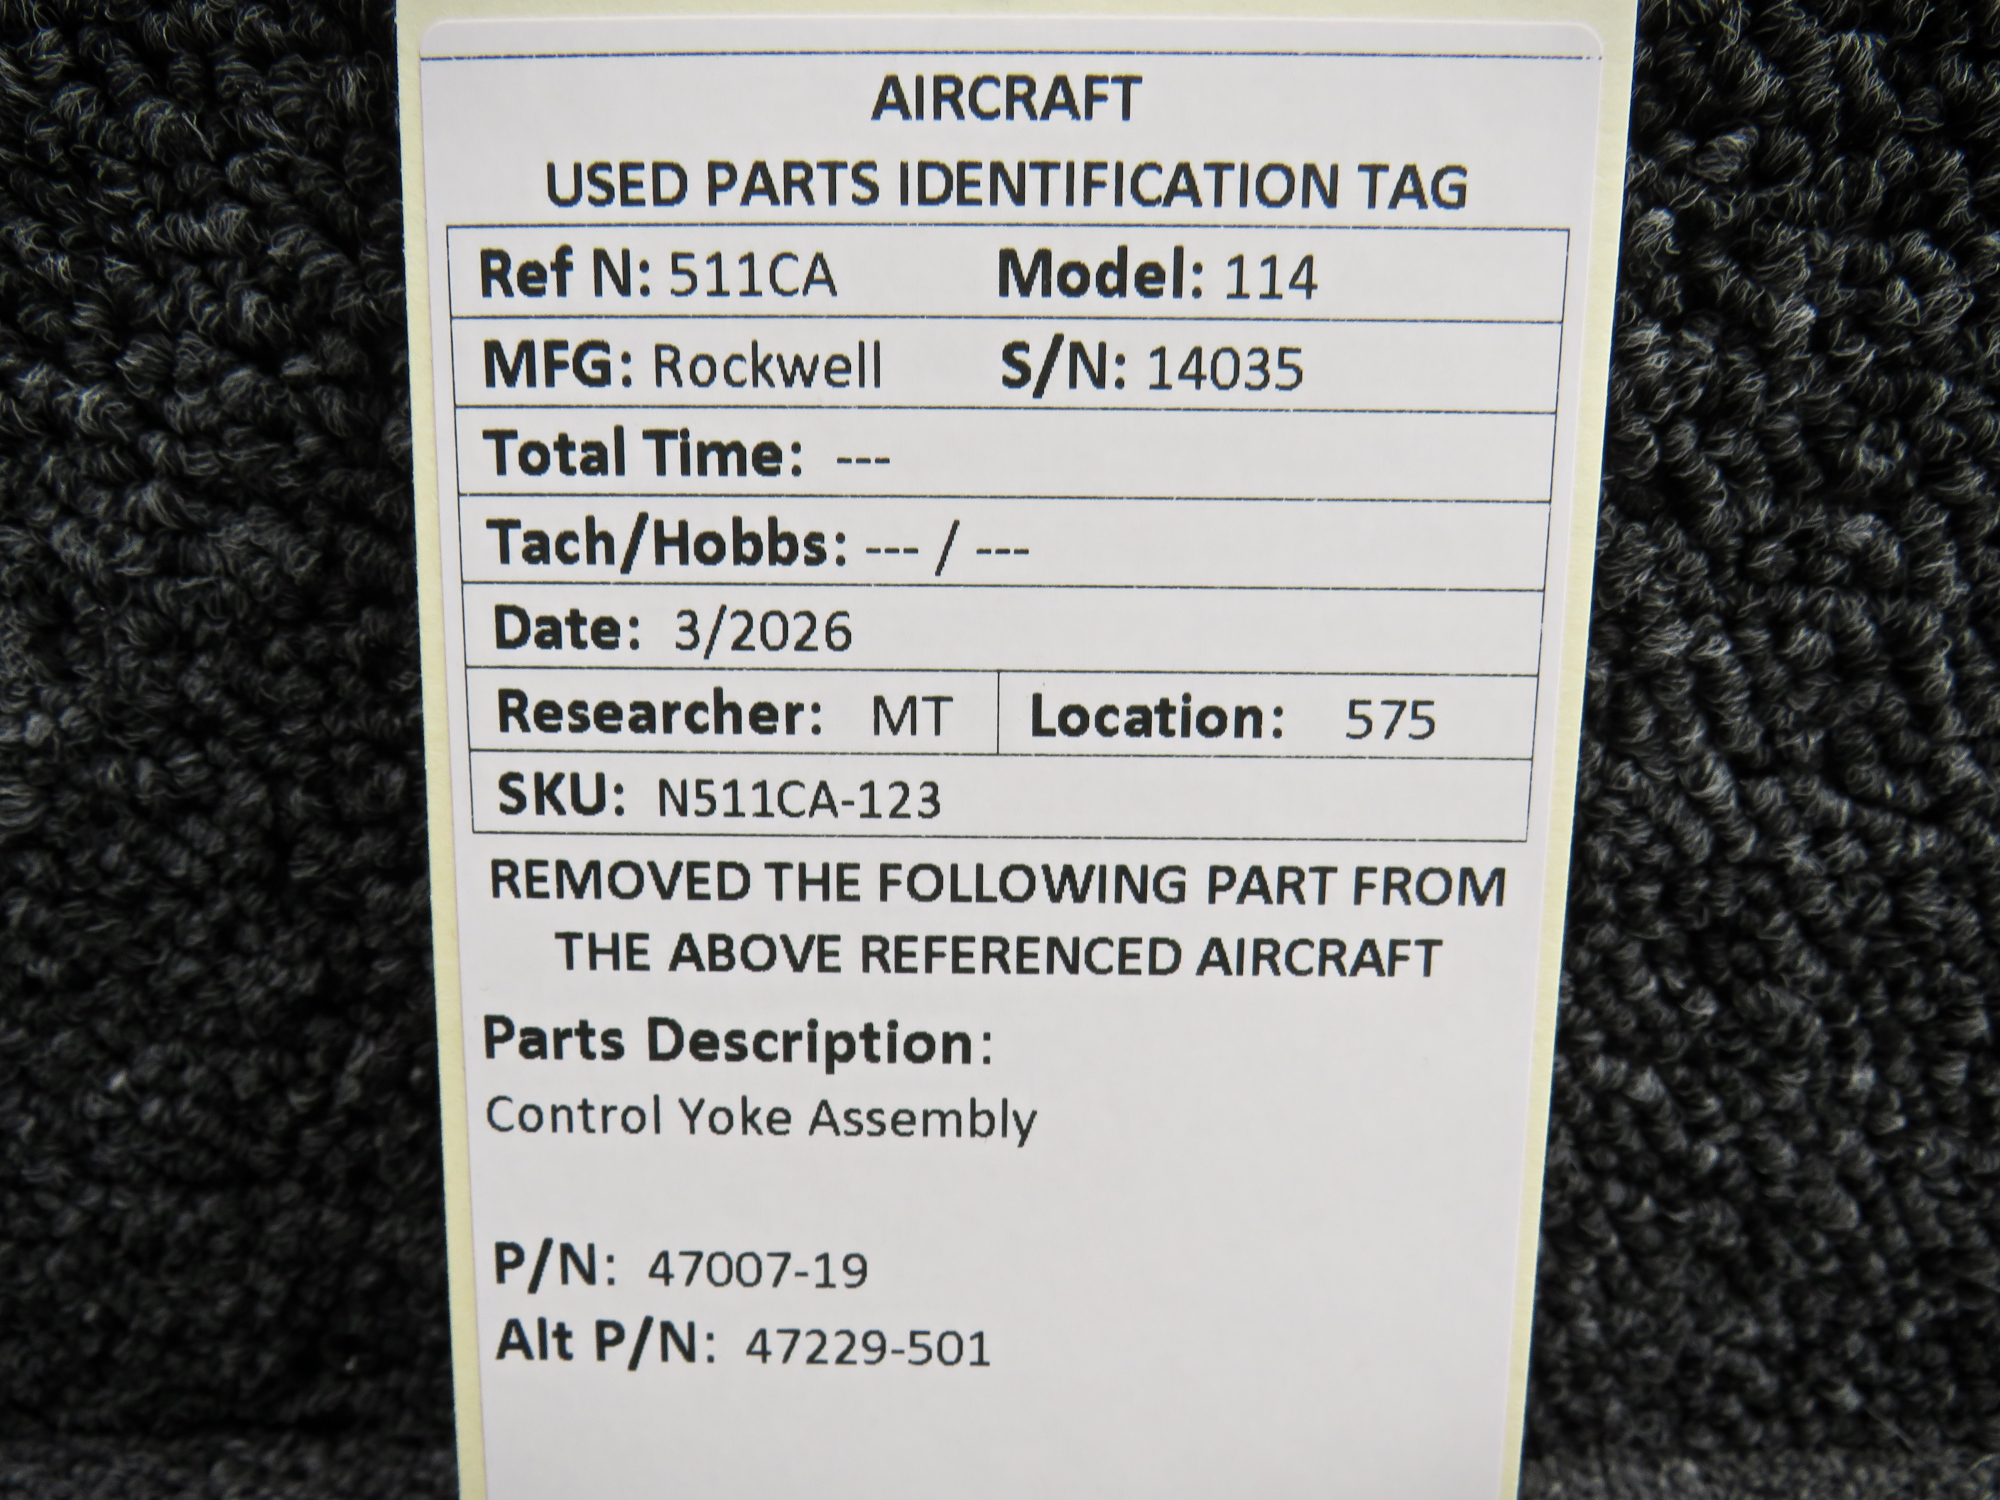 AIRCRAFT
USED PARTS IDENTIFICATION TAG
Ref N: 511CA Model: 114
MFG: Rockwell S/N: 14035
Total Time: ---
Tach/Hobbs: --- / ---
Date: 3/2026
Researcher: MT Location: 575
SKU: N511CA-123
REMOVED THE FOLLOWING PART FROM
THE ABOVE REFERENCED AIRCRAFT
Parts Description:
Control Yoke Assembly
P/N: 47007-19
Alt P/N: 47229-501